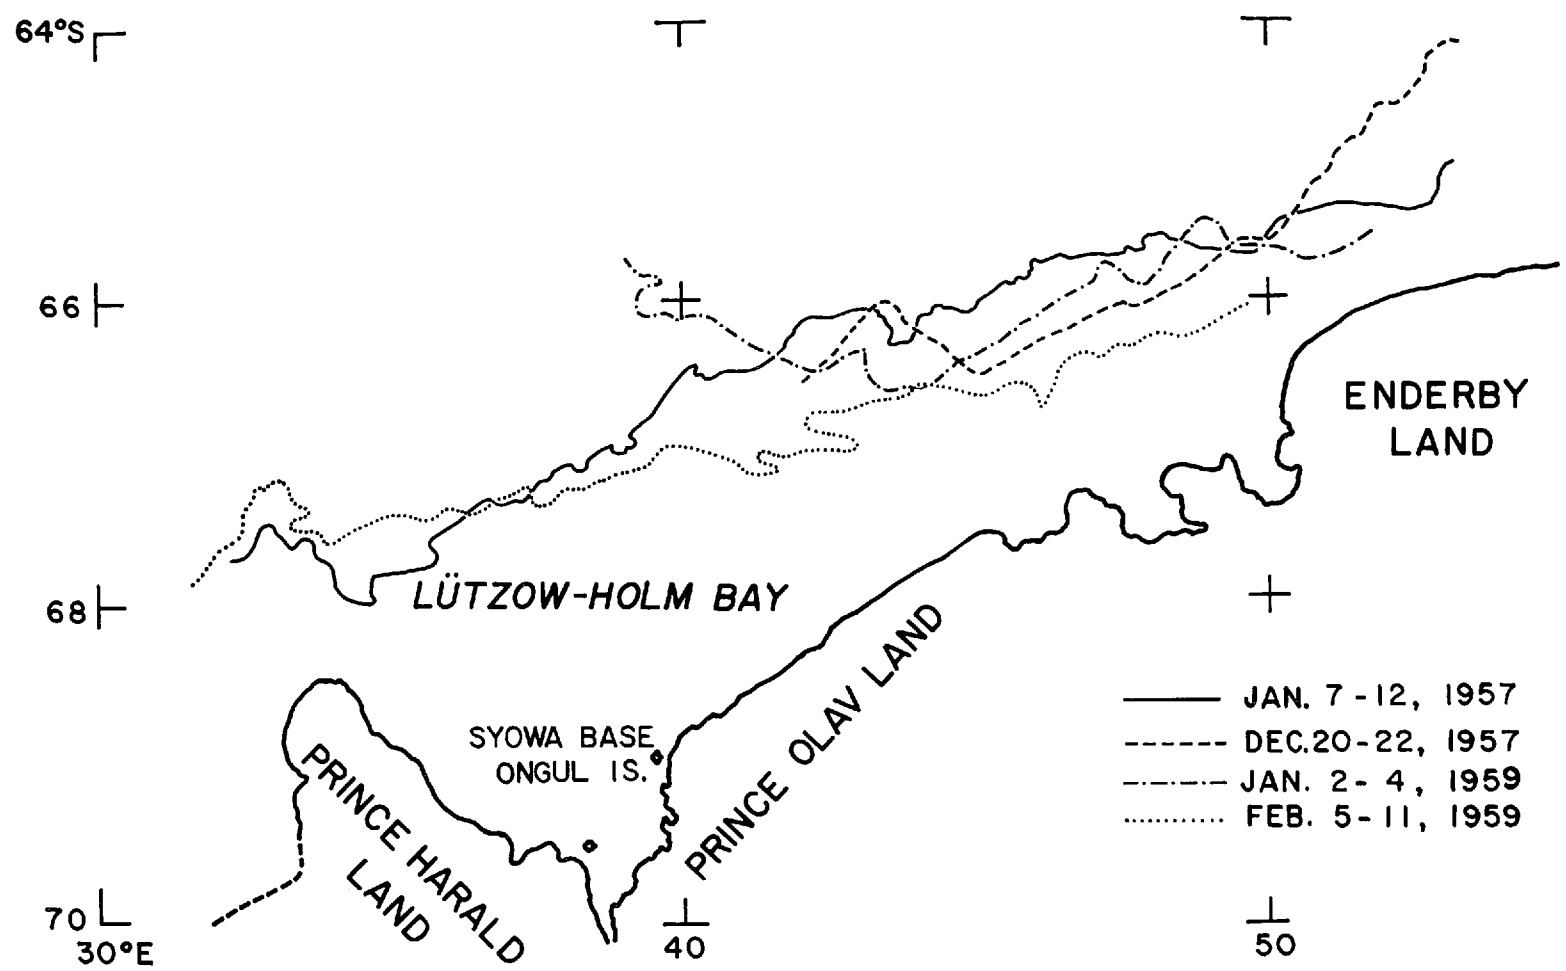 64°S
66
ENDERBY
LAND
LÜTZOW-HOLM BAY
68
PRINCE OLAV LAND
JAN. 7-12, 1957
DEC. 20-22, 1957
JAN. 2-4, 1959
FEB. 5-11, 1959
SYOWA BASE
ONGUL IS.
PRINCE HARALD
LAND
70
30°E
40
50